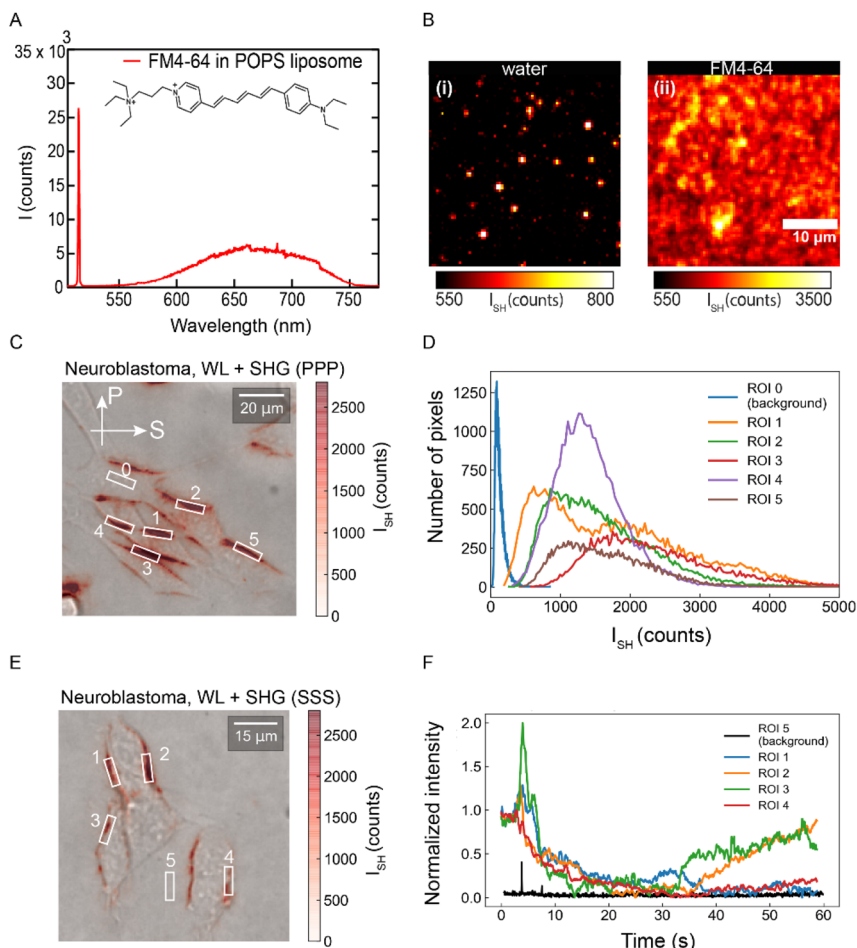 A
35 x 10
3
FM4-64 in POPS liposome
N
+
N
+
N
30
25
20
15
10
5
0
I (counts)
550
600
650
700
750
Wavelength (nm)
B
water
(i)
550
800
I SH (counts)
FM4-64
(ii)
10 µm
550
3500
I SH (counts)
C
Neuroblastoma, WL + SHG (PPP)
P
S
20 µm
0
2
4
1
3
5
2500
2000
1500
1000
500
0
I SH (counts)
D
1250
1000
750
500
250
0
Number of pixels
ROI 0
(background)
ROI 1
ROI 2
ROI 3
ROI 4
ROI 5
0
1000
2000
3000
4000
5000
I SH (counts)
E
Neuroblastoma, WL + SHG (SSS)
15 µm
1
2
3
5
4
2500
2000
1500
1000
500
0
I SH (counts)
F
2.0
1.5
1.0
0.5
0.0
Normalized intensity
ROI 5
(background)
ROI 1
ROI 2
ROI 3
ROI 4
0
10
20
30
40
50
60
Time (s)